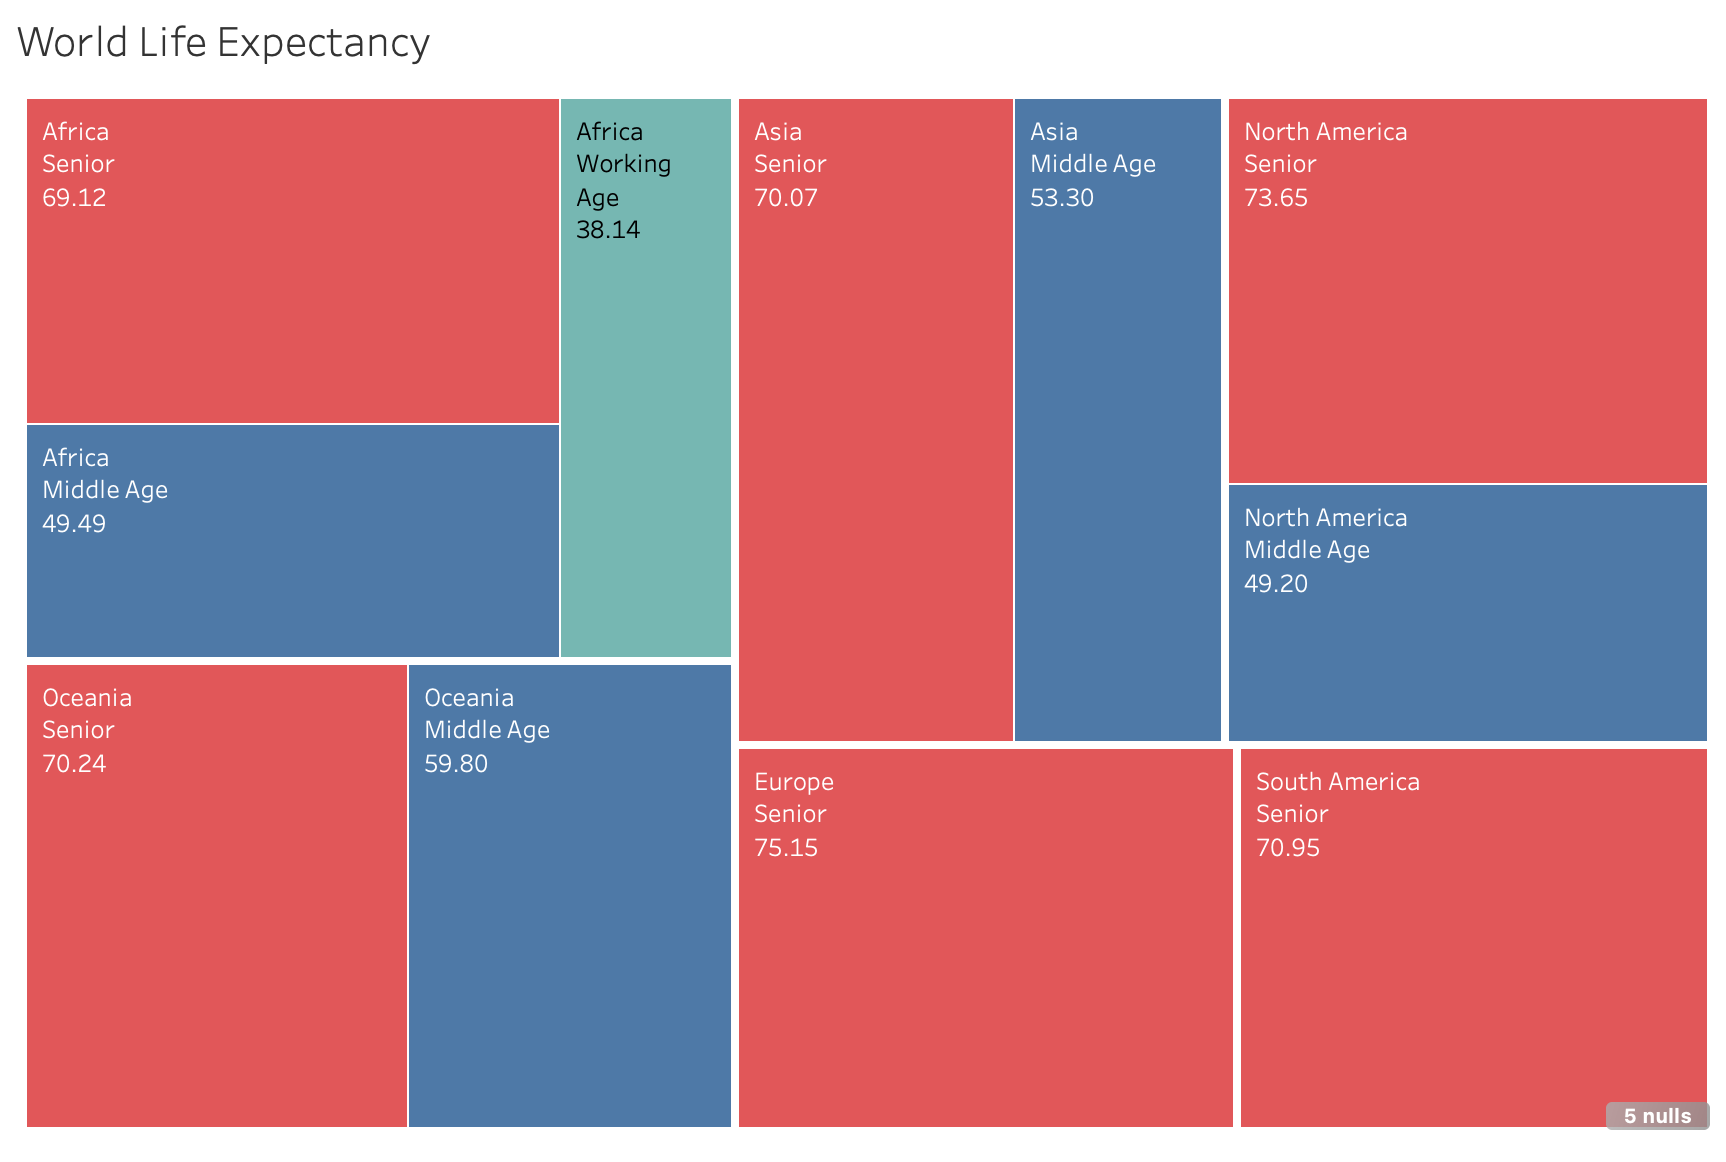 World Life Expectancy
Africa
Senior
69.12
Africa
Working
Age
38.14
Africa
Middle Age
49.49
Oceania
Senior
70.24
Oceania
Middle Age
59.80
Asia
Senior
70.07
Asia
Middle Age
53.30
North America
Senior
73.65
North America
Middle Age
49.20
Europe
Senior
75.15
South America
Senior
70.95
5 nulls